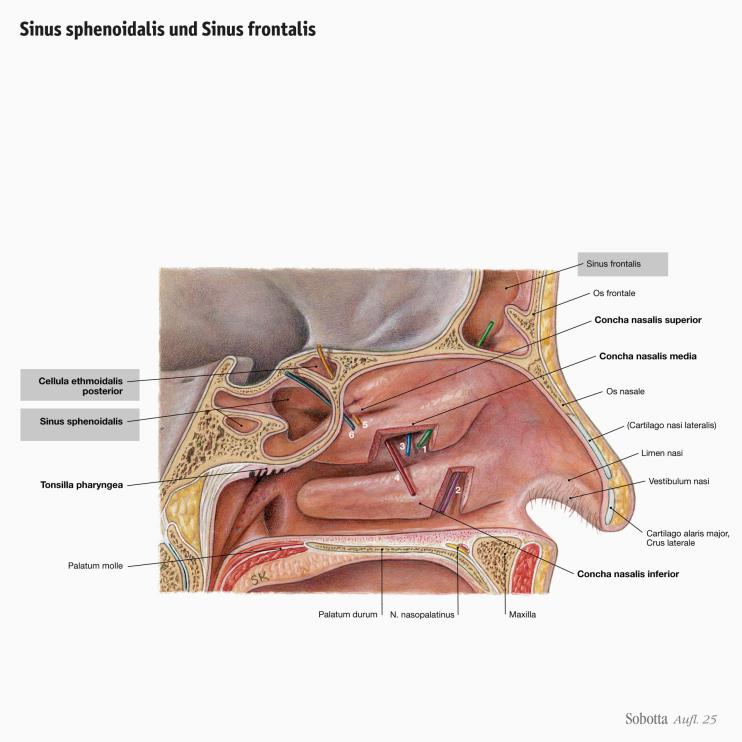 Sinus sphenoidalis und Sinus frontalis
Sinus frontalis
Os frontale
Concha nasalis superior
Concha nasalis media
Cellula ethmoidalis
posterior
Os nasale
Sinus sphenoidalis
(Cartilago nasi lateralis)
5
6
3
1
Limen nasi
4
2
Vestibulum nasi
Tonsilla pharyngea
Cartilago alaris major,
Crus laterale
Palatum molle
Concha nasalis inferior
SK
Palatum durum
N. nasopalatinus
Maxilla
Sobotta Aufl. 25